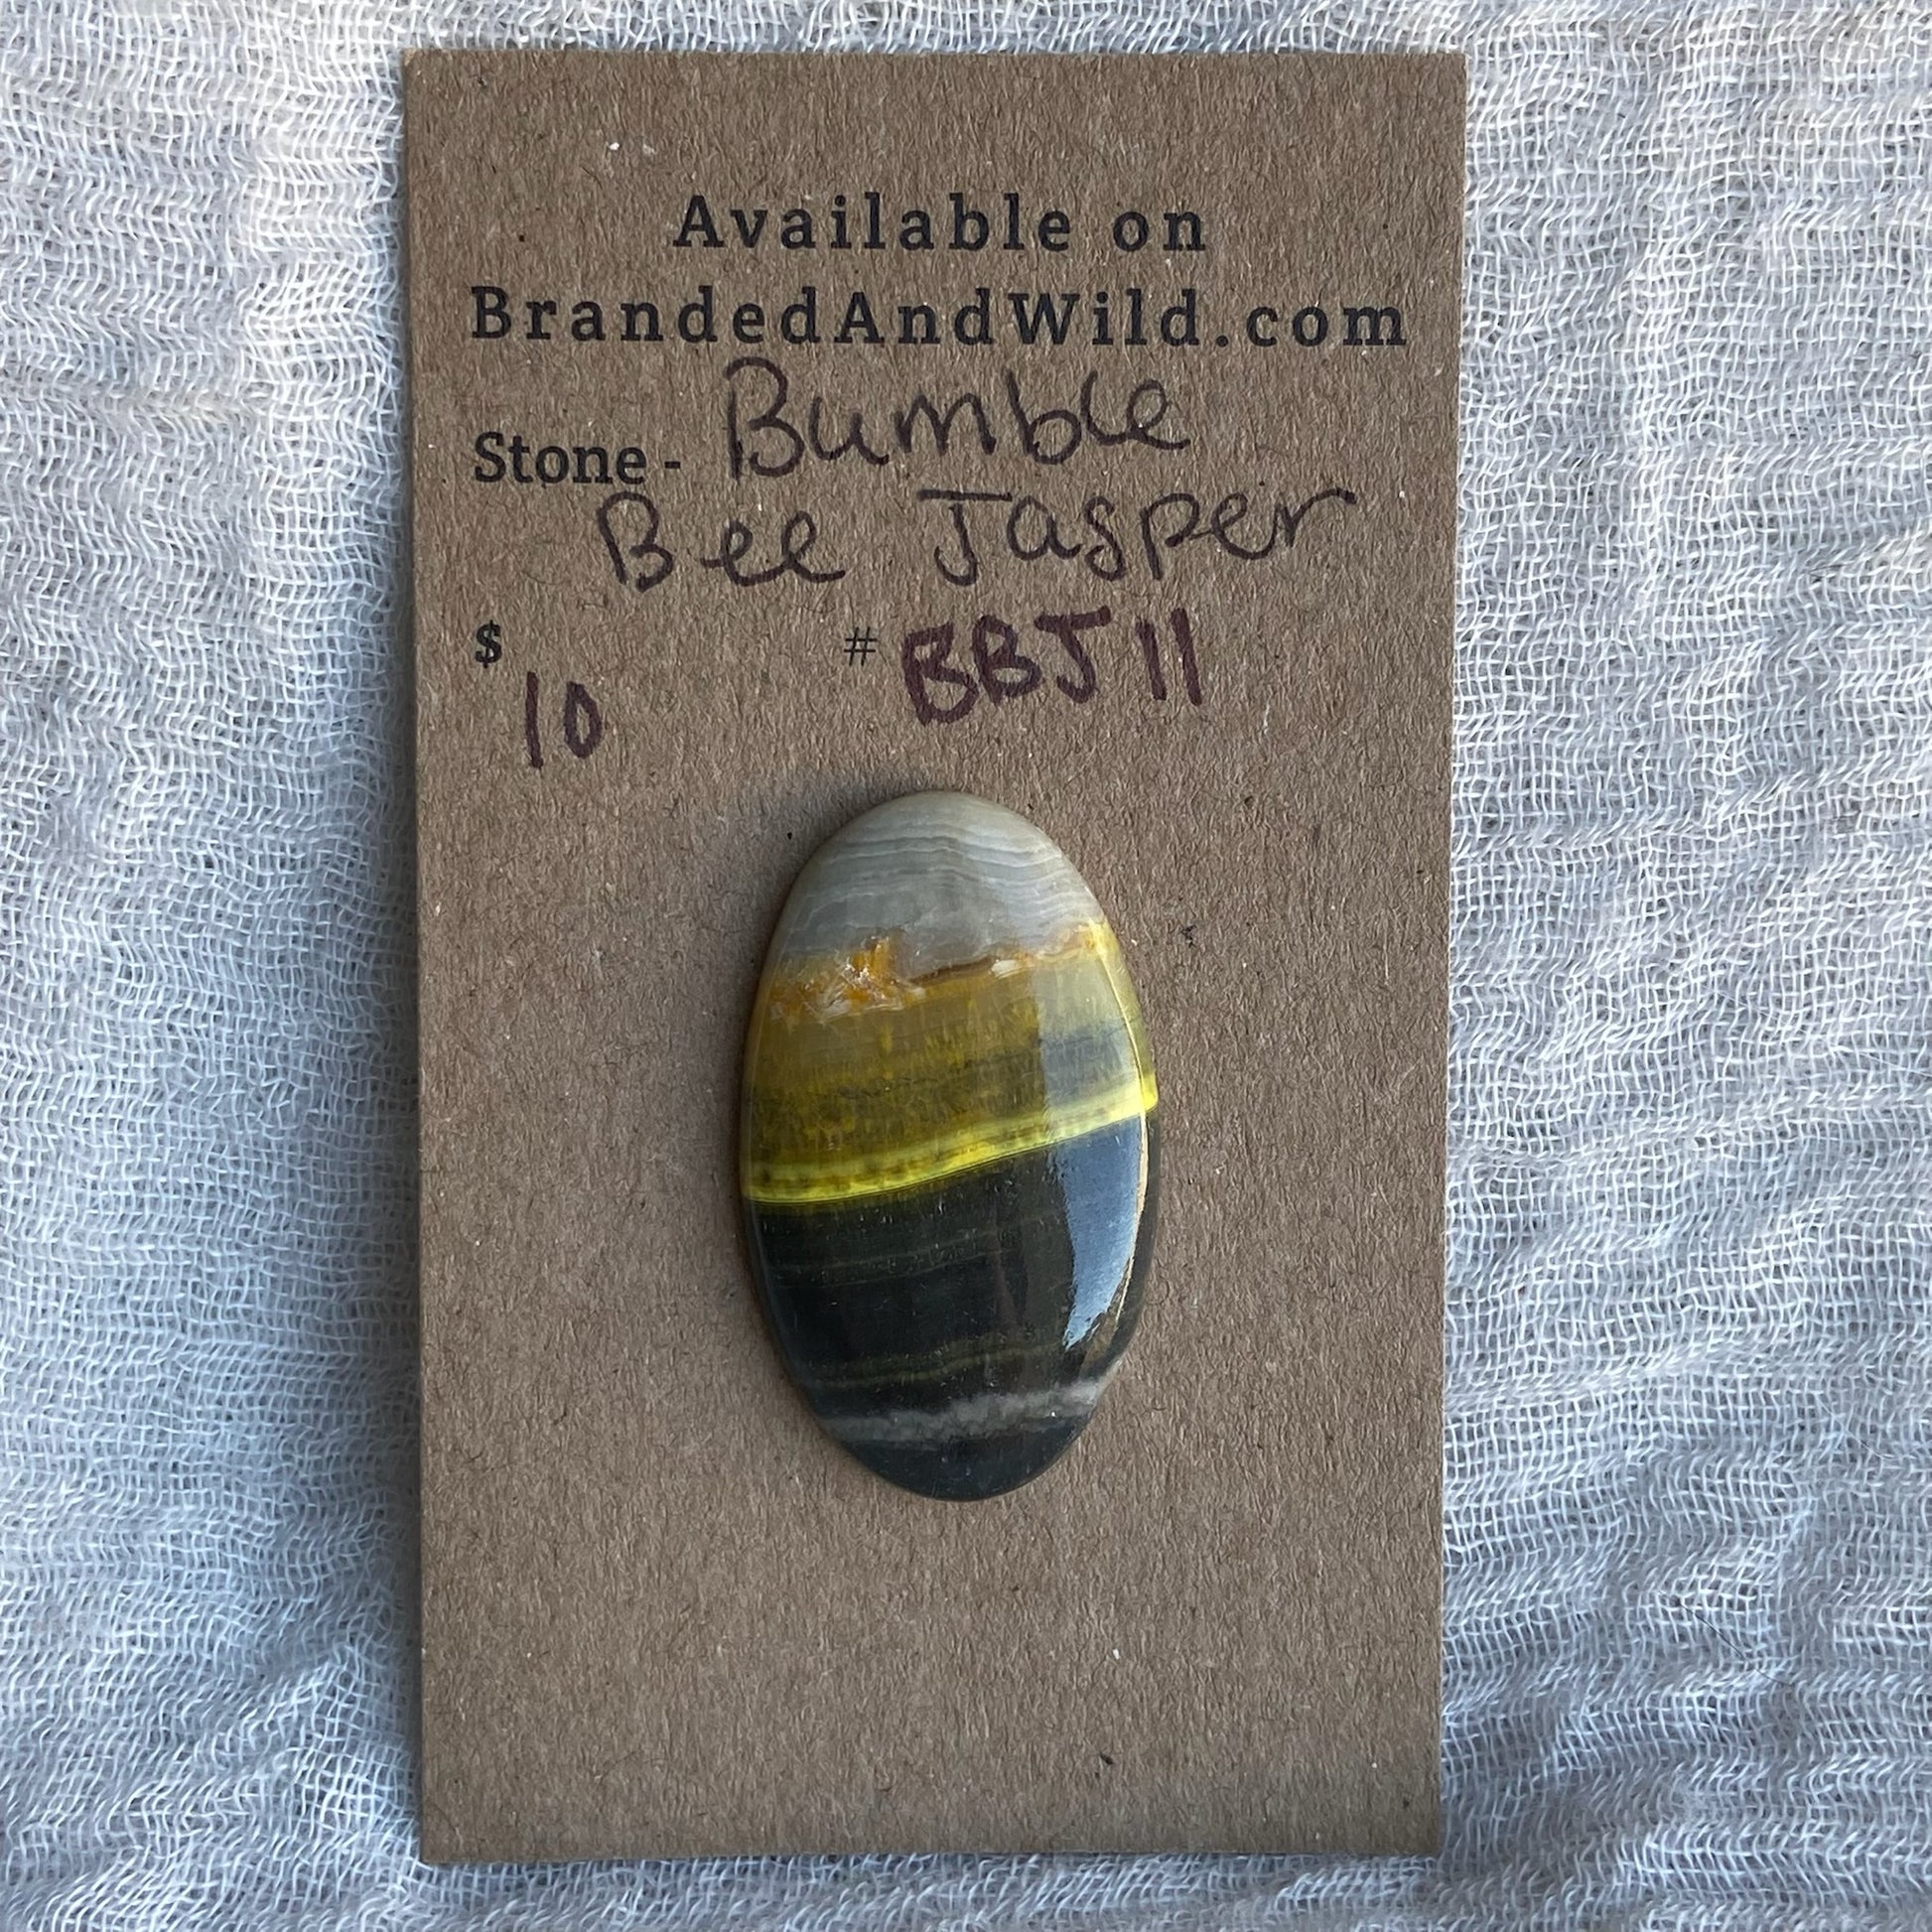 Available on
BrandedAndWild.com
Stone - Bumble
Bee Jasper
$ # BBJ11
10